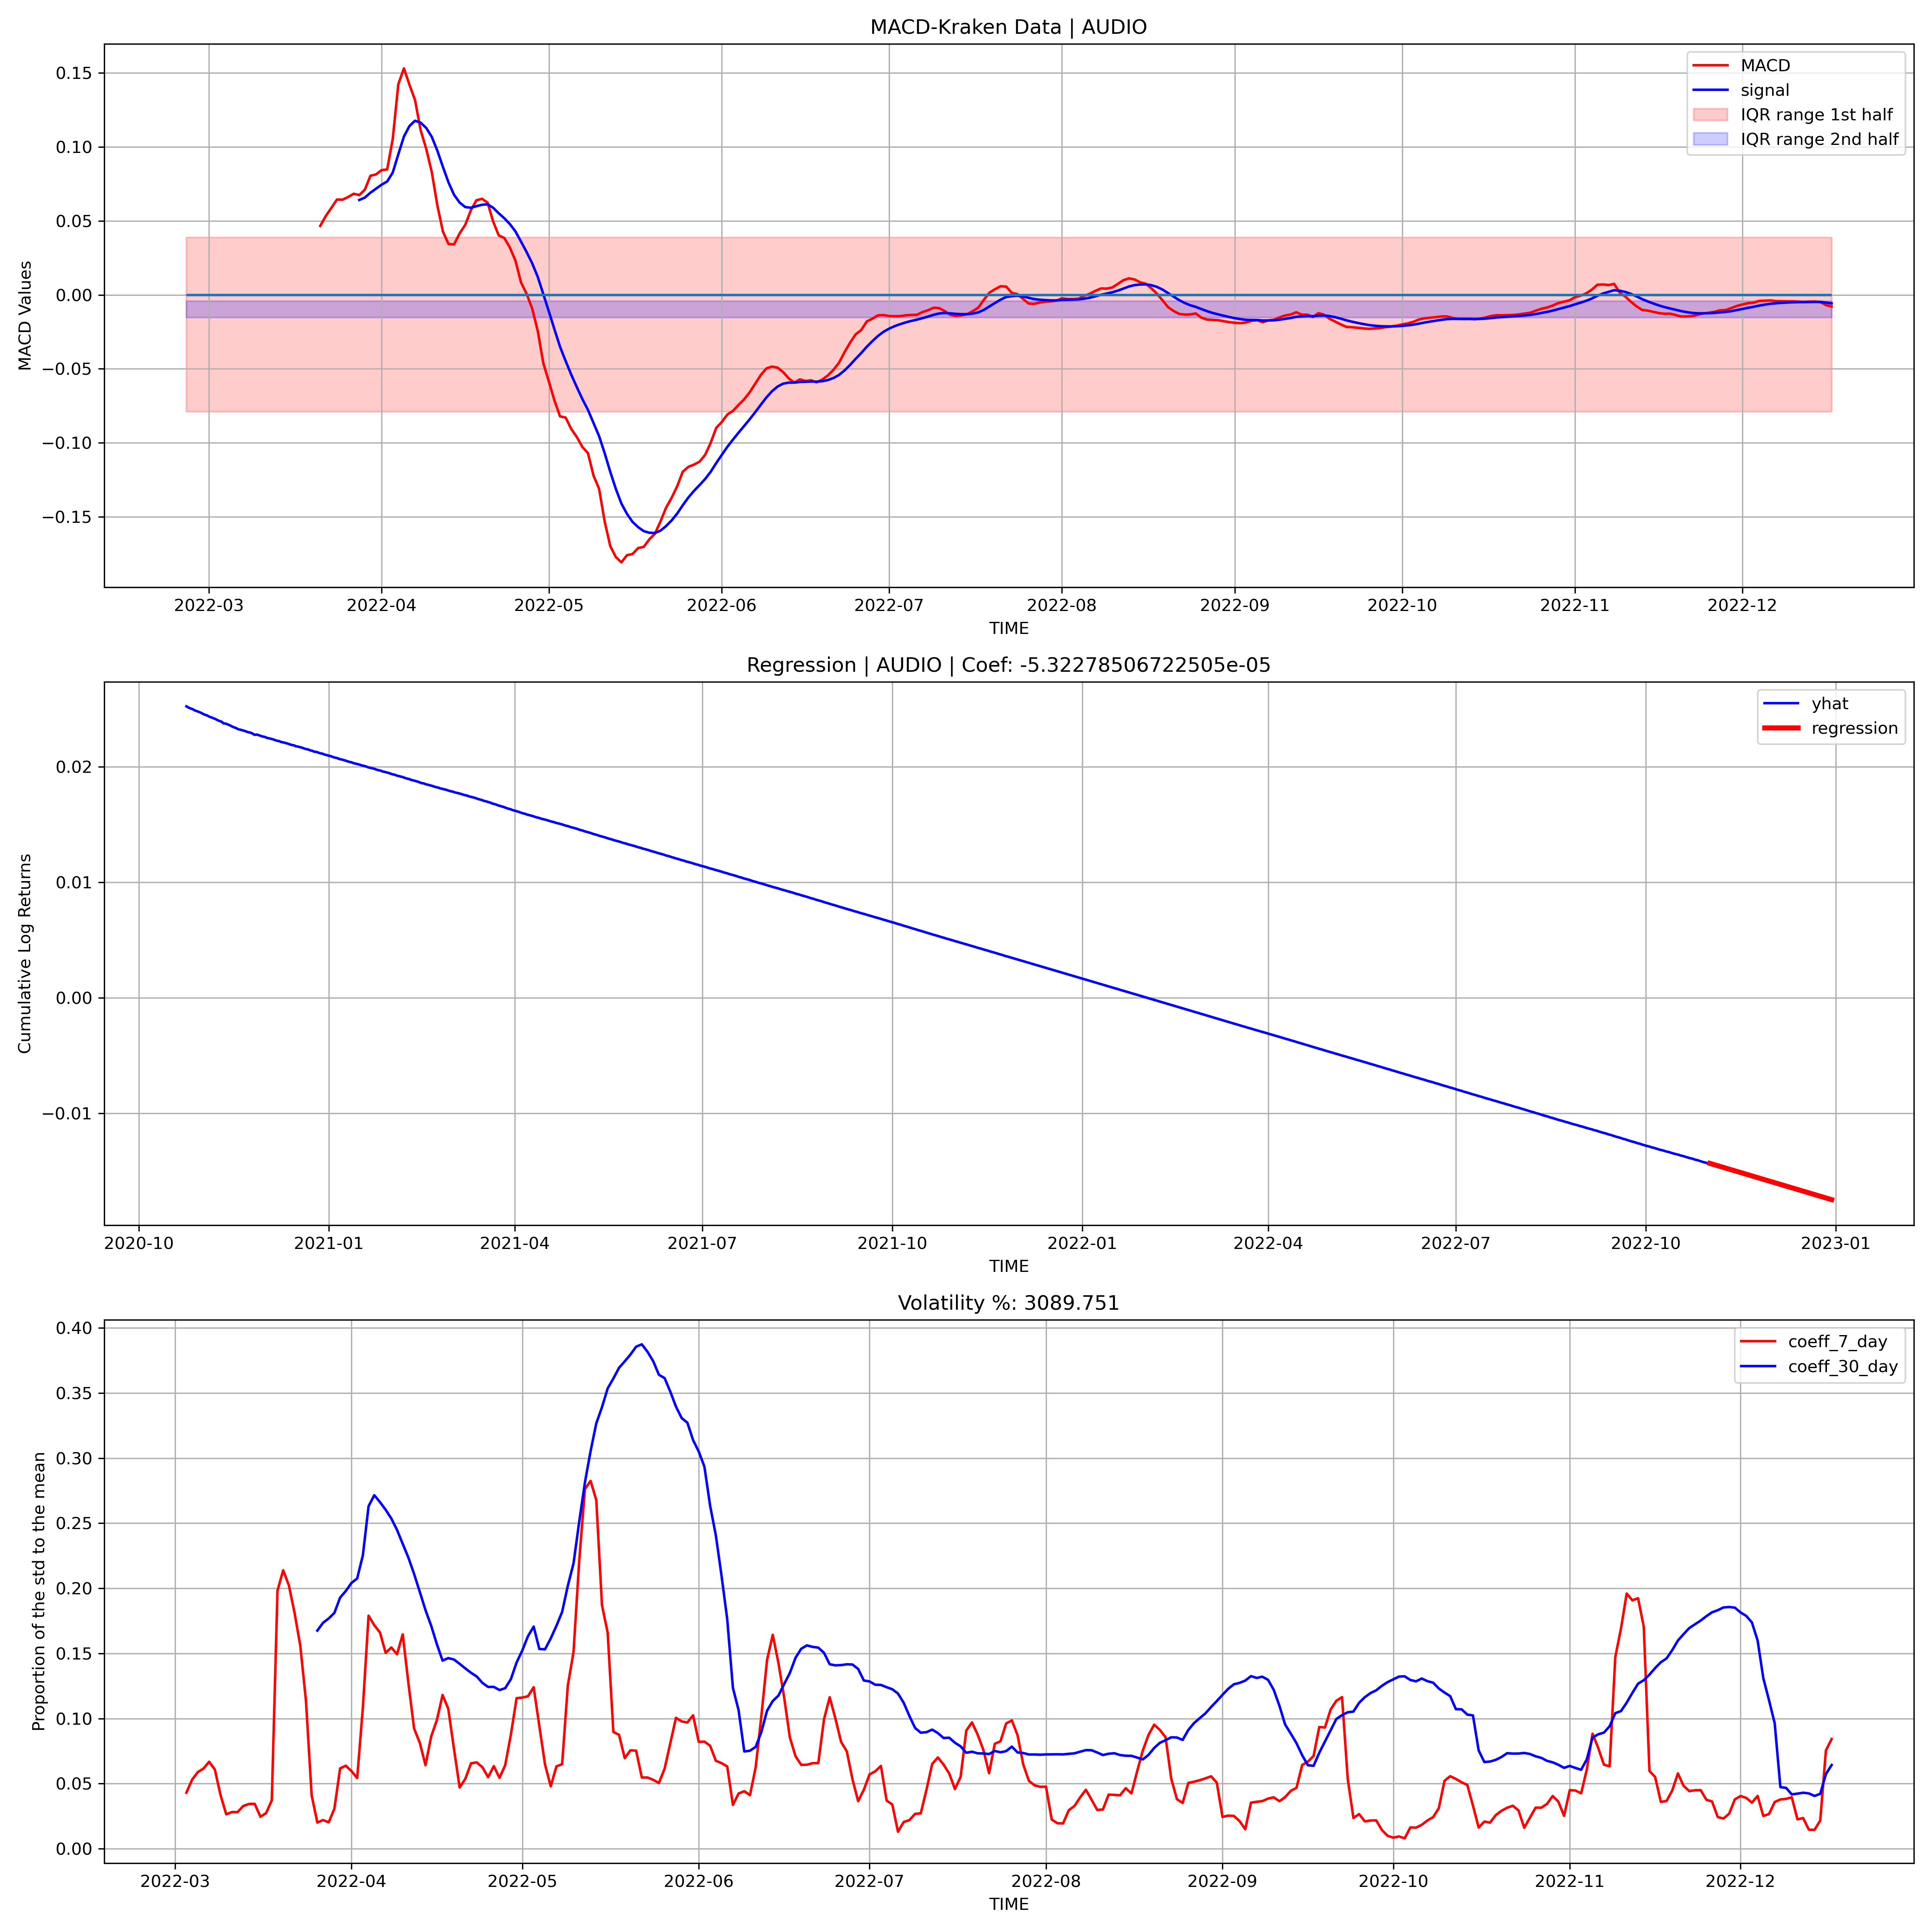 MACD-Kraken Data | AUDIO
MACD Values
0.15
0.10
0.05
0.00
−0.05
−0.10
−0.15
MACD
signal
IQR range 1st half
IQR range 2nd half
2022-03 2022-04 2022-05 2022-06 2022-07 2022-08 2022-09 2022-10 2022-11 2022-12
TIME
Regression | AUDIO | Coef: -5.32278506722505e-05
Cumulative Log Returns
0.02
0.01
0.00
−0.01
yhat
regression
2020-10 2021-01 2021-04 2021-07 2021-10 2022-01 2022-04 2022-07 2022-10 2023-01
TIME
Volatility %: 3089.751
Proportion of the std to the mean
0.40
0.35
0.30
0.25
0.20
0.15
0.10
0.05
0.00
coeff_7_day
coeff_30_day
2022-03 2022-04 2022-05 2022-06 2022-07 2022-08 2022-09 2022-10 2022-11 2022-12
TIME